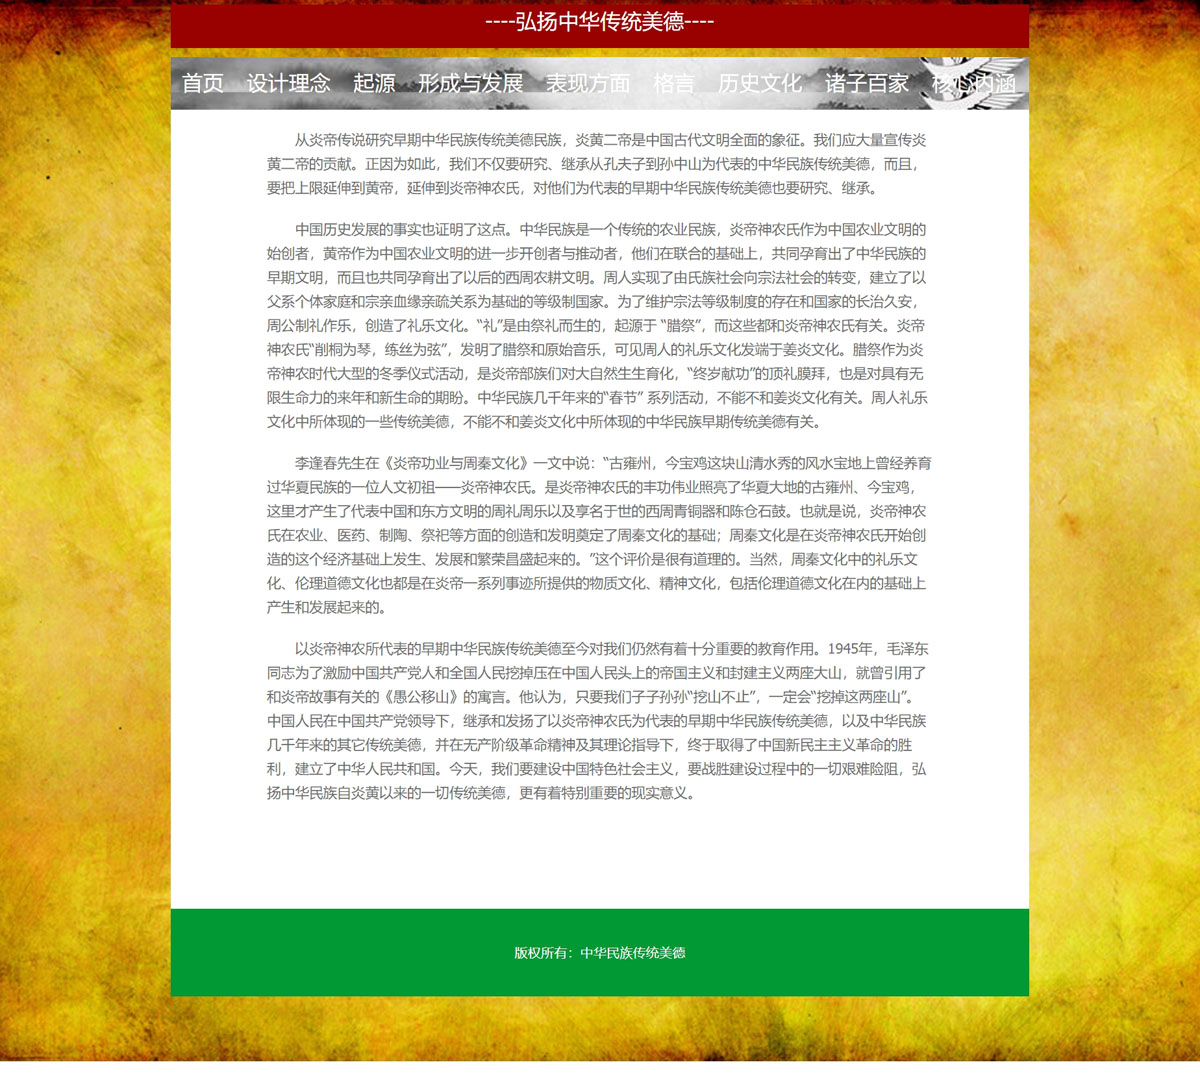 ----弘扬中华传统美德----
首页 设计理念 起源 形成与发展 表现方面 格言 历史文化 诸子百家 核心内涵
从炎帝传说研究早期中华民族传统美德民族，炎黄二帝是中国古代文明全面的象征。我们应大量宣传炎
黄二帝的贡献。正因为如此，我们不仅要研究、继承从孔夫子到孙中山为代表的中华民族传统美德，而且，
要把上限延伸到黄帝，延伸到炎帝神农氏，对他们为代表的早期中华民族传统美德也要研究、继承。
中国历史发展的事实也证明了这点。中华民族是一个传统的农业民族，炎帝神农氏作为中国农业文明的
始创者，黄帝作为中国农业文明的进一步开创者与推动者，他们在联合的基础上，共同孕育出了中华民族的
早期文明，而且也共同孕育出了以后的西周农耕文明。周人实现了由氏族社会向宗法社会的转变，建立了以
父系个体家庭和宗亲血缘亲疏关系为基础的等级制国家。为了维护宗法等级制度的存在和国家的长治久安，
周公制礼作乐，创造了礼乐文化。“礼”是由祭礼而生的，起源于 “腊祭”，而这些都和炎帝神农氏有关。炎帝
神农氏“削桐为琴，练丝为弦”，发明了腊祭和原始音乐，可见周人的礼乐文化发端于姜炎文化。腊祭作为炎
帝神农时代大型的冬季仪式活动，是炎帝部族们对大自然生生育化，“终岁献功”的顶礼膜拜，也是对具有无
限生命力的来年和新生命的期盼。中华民族几千年来的“春节” 系列活动，不能不和姜炎文化有关。周人礼乐
文化中所体现的一些传统美德，不能不和姜炎文化中所体现的中华民族早期传统美德有关。
李逢春先生在《炎帝功业与周秦文化》一文中说：“古雍州，今宝鸡这块山清水秀的风水宝地上曾经养育
过华夏民族的一位人文初祖——炎帝神农氏。是炎帝神农氏的丰功伟业照亮了华夏大地的古雍州、今宝鸡，
这里才产生了代表中国和东方文明的周礼周乐以及享名于世的西周青铜器和陈仓石鼓。也就是说，炎帝神农
氏在农业、医药、制陶、祭祀等方面的创造和发明奠定了周秦文化的基础；周秦文化是在炎帝神农氏开始创
造的这个经济基础上发生、发展和繁荣昌盛起来的。”这个评价是很有道理的。当然，周秦文化中的礼乐文
化、伦理道德文化也都是在炎帝一系列事迹所提供的物质文化、精神文化，包括伦理道德文化在内的基础上
产生和发展起来的。
以炎帝神农所代表的早期中华民族传统美德至今对我们仍然有着十分重要的教育作用。1945年，毛泽东
同志为了激励中国共产党人和全国人民挖掉压在中国人民头上的帝国主义和封建主义两座大山，就曾引用了
和炎帝故事有关的《愚公移山》的寓言。他认为，只要我们子子孙孙“挖山不止”，一定会“挖掉这两座山”。
中国人民在中国共产党领导下，继承和发扬了以炎帝神农氏为代表的早期中华民族传统美德，以及中华民族
几千年来的其它传统美德，并在无产阶级革命精神及其理论指导下，终于取得了中国新民主主义革命的胜
利，建立了中华人民共和国。今天，我们要建设中国特色社会主义，要战胜建设过程中的一切艰难险阻，弘
扬中华民族自炎黄以来的一切传统美德，更有着特别重要的现实意义。
版权所有：中华民族传统美德